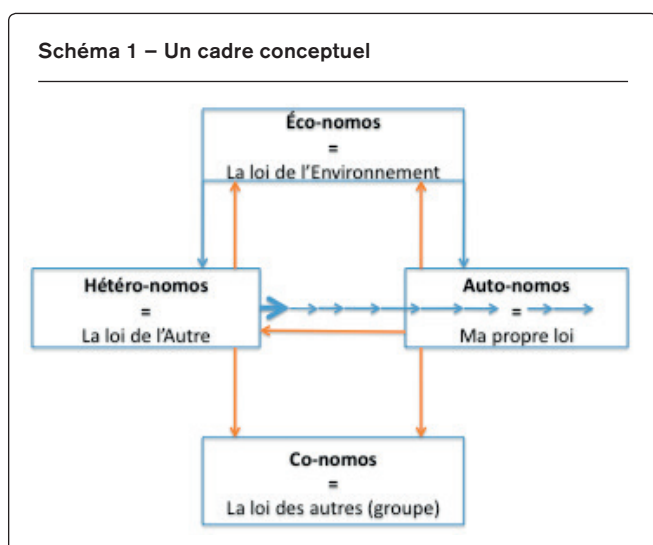 Schéma 1 – Un cadre conceptuel
Éco-nomos
=
La loi de l'Environnement
Hétéro-nomos
=
La loi de l'Autre
Auto-nomos
=
Ma propre loi
Co-nomos
=
La loi des autres (groupe)